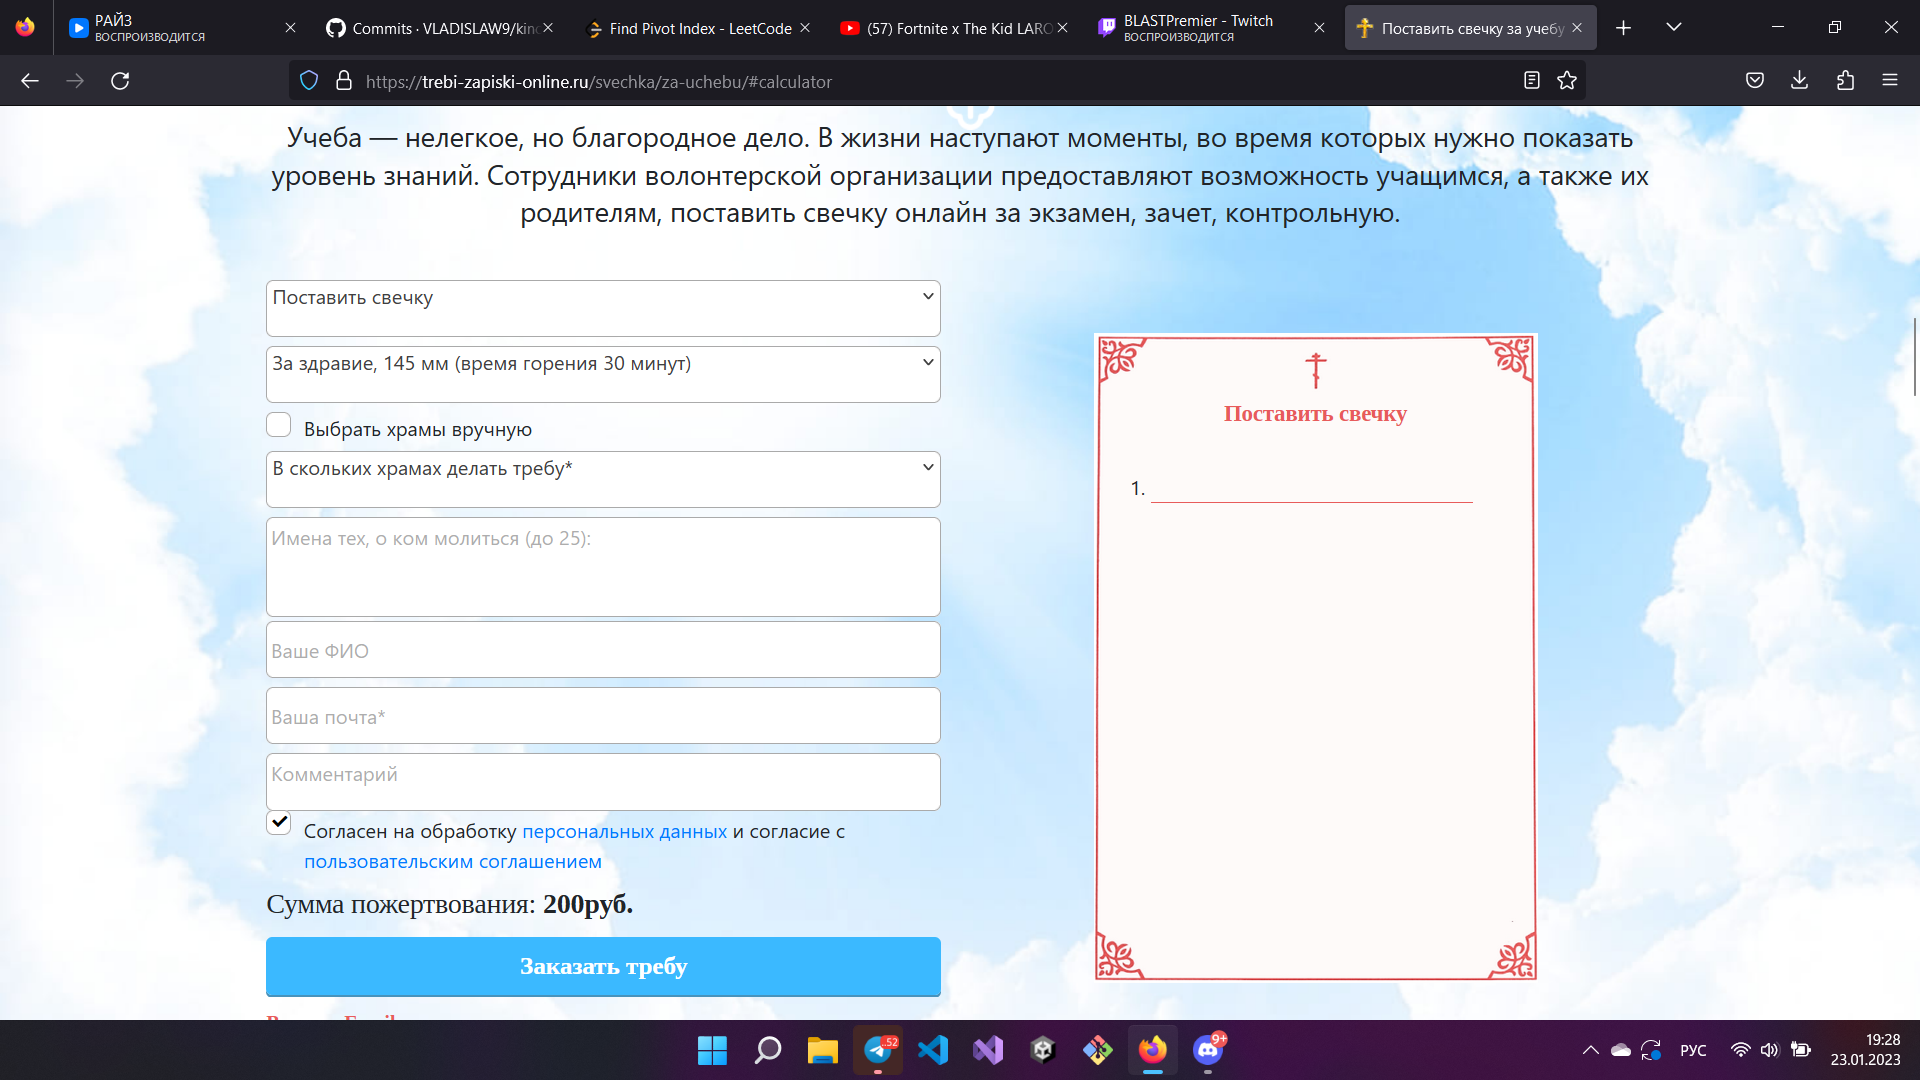 РАЙЗ
ВОСПРОИЗВОДИТСЯ
Commits · VLADISLAW9/kin
Find Pivot Index - LeetCode
(57) Fortnite x The Kid LARO
BLASTPremier - Twitch
ВОСПРОИЗВОДИТСЯ
Поставить свечку за учебу
https://trebi-zapiski-online.ru/svechka/za-uchebu/#calculator
Учеба — нелегкое, но благородное дело. В жизни наступают моменты, во время которых нужно показать
уровень знаний. Сотрудники волонтерской организации предоставляют возможность учащимся, а также их
родителям, поставить свечку онлайн за экзамен, зачет, контрольную.
Поставить свечку
За здравие, 145 мм (время горения 30 минут)
Выбрать храмы вручную
В скольких храмах делать требу*
Имена тех, о ком молиться (до 25):
Ваше ФИО
Ваша почта*
Комментарий
Согласен на обработку персональных данных и согласие с
пользовательским соглашением
Сумма пожертвования: 200руб.
Заказать требу
Поставить свечку
1.
..52
9+
РУС
19:28
23.01.2023